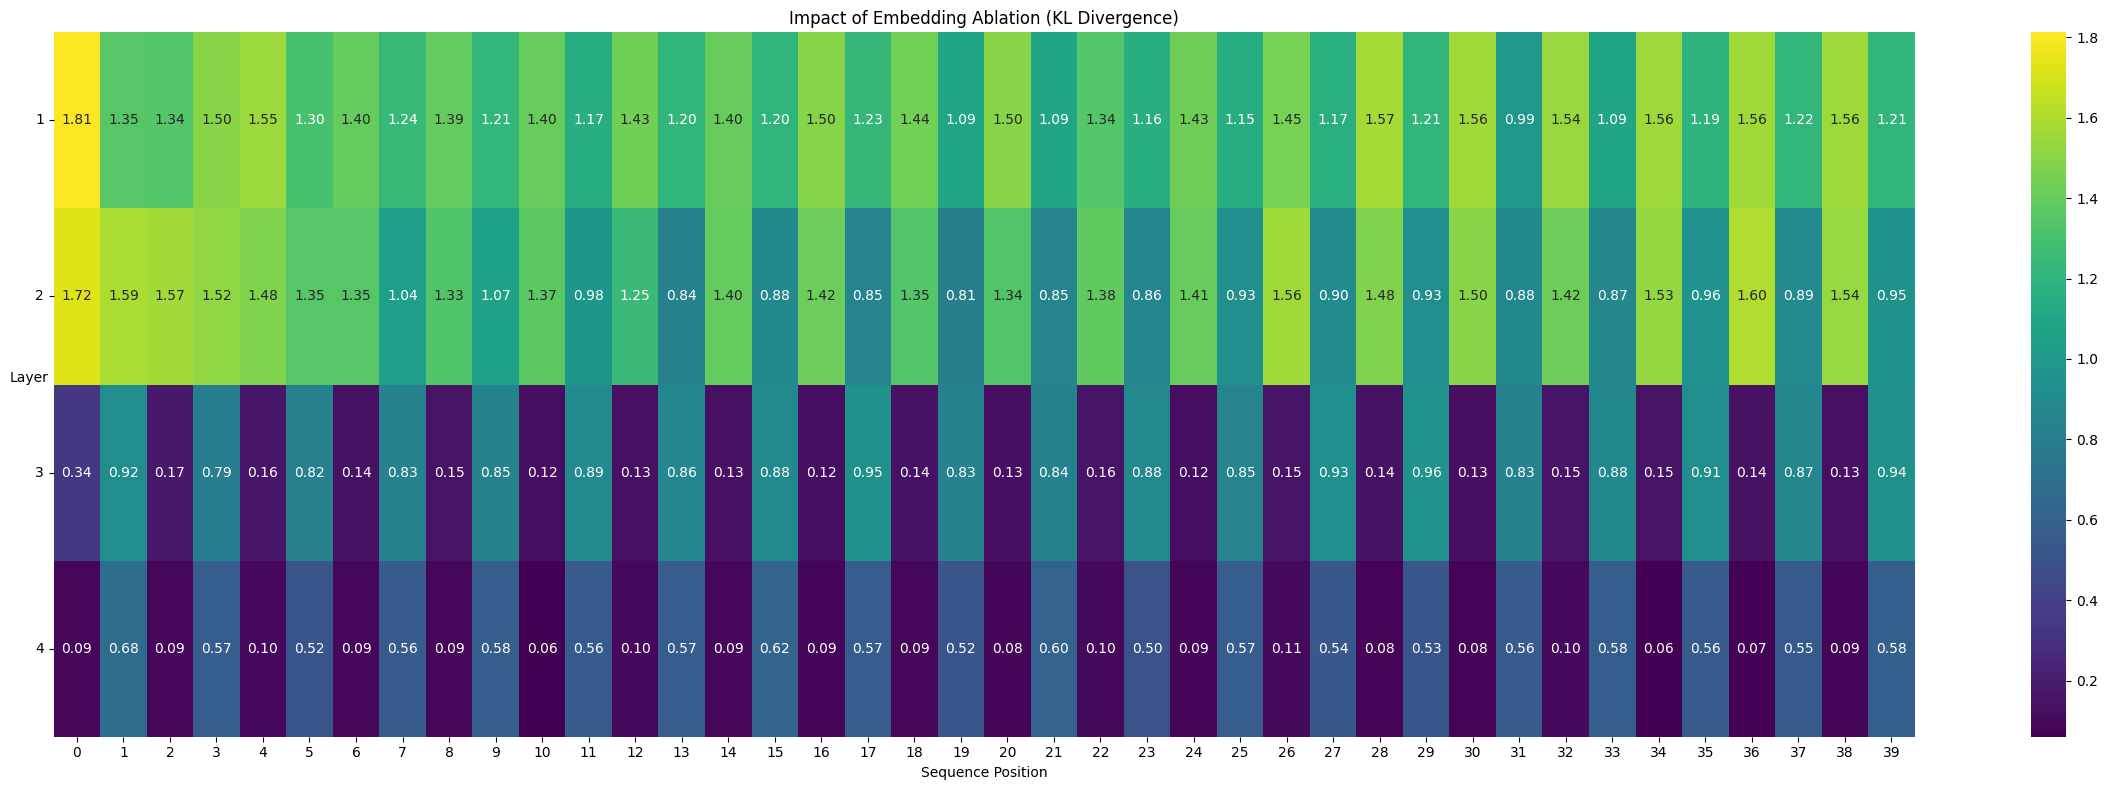 Impact of Embedding Ablation (KL Divergence)
1 1.81 1.35 1.34 1.50 1.55 1.30 1.40 1.24 1.39 1.21 1.40 1.17 1.43 1.20 1.40 1.20 1.50 1.23 1.44 1.09 1.50 1.09 1.34 1.16 1.43 1.15 1.45 1.17 1.57 1.21 1.56 0.99 1.54 1.09 1.56 1.19 1.56 1.22 1.56 1.21
2 1.72 1.59 1.57 1.52 1.48 1.35 1.35 1.04 1.33 1.07 1.37 0.98 1.25 0.84 1.40 0.88 1.42 0.85 1.35 0.81 1.34 0.85 1.38 0.86 1.41 0.93 1.56 0.90 1.48 0.93 1.50 0.88 1.42 0.87 1.53 0.96 1.60 0.89 1.54 0.95
Layer
3 0.34 0.92 0.17 0.79 0.16 0.82 0.14 0.83 0.15 0.85 0.12 0.89 0.13 0.86 0.13 0.88 0.12 0.95 0.14 0.83 0.13 0.84 0.16 0.88 0.12 0.85 0.15 0.93 0.14 0.96 0.13 0.83 0.15 0.88 0.15 0.91 0.14 0.87 0.13 0.94
4 0.09 0.68 0.09 0.57 0.10 0.52 0.09 0.56 0.09 0.58 0.06 0.56 0.10 0.57 0.09 0.62 0.09 0.57 0.09 0.52 0.08 0.60 0.10 0.50 0.09 0.57 0.11 0.54 0.08 0.53 0.08 0.56 0.10 0.58 0.06 0.56 0.07 0.55 0.09 0.58
0 1 2 3 4 5 6 7 8 9 10 11 12 13 14 15 16 17 18 19 20 21 22 23 24 25 26 27 28 29 30 31 32 33 34 35 36 37 38 39
Sequence Position
1.8
1.6
1.4
1.2
1.0
0.8
0.6
0.4
0.2